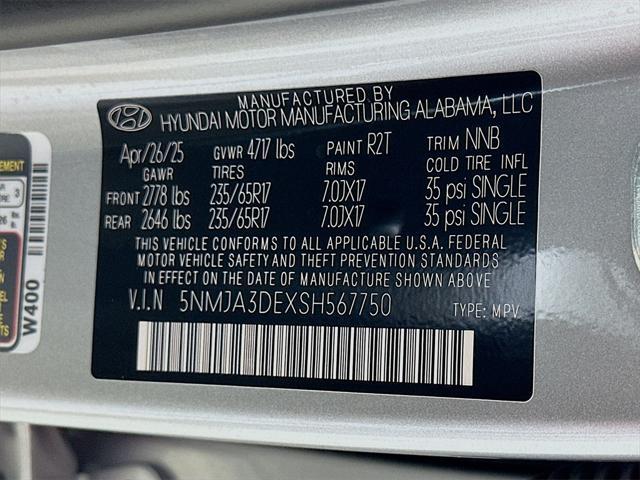 MANUFACTURED BY
HYUNDAI MOTOR MANUFACTURING ALABAMA, LLC
Apr/26/25 GVWR 4717 lbs PAINT R2T TRIM NNB
GAWR TIRES RIMS COLD TIRE INFL
FRONT 2778 lbs 235/65R17 7.0JX17 35 psi SINGLE
REAR 2646 lbs 235/65R17 7.0JX17 35 psi SINGLE
THIS VEHICLE CONFORMS TO ALL APPLICABLE U.S.A. FEDERAL
MOTOR VEHICLE SAFETY AND THEFT PREVENTION STANDARDS
IN EFFECT ON THE DATE OF MANUFACTURE SHOWN ABOVE
V.I.N 5NMJA3DEXSH567750 TYPE: MPV
W400
3